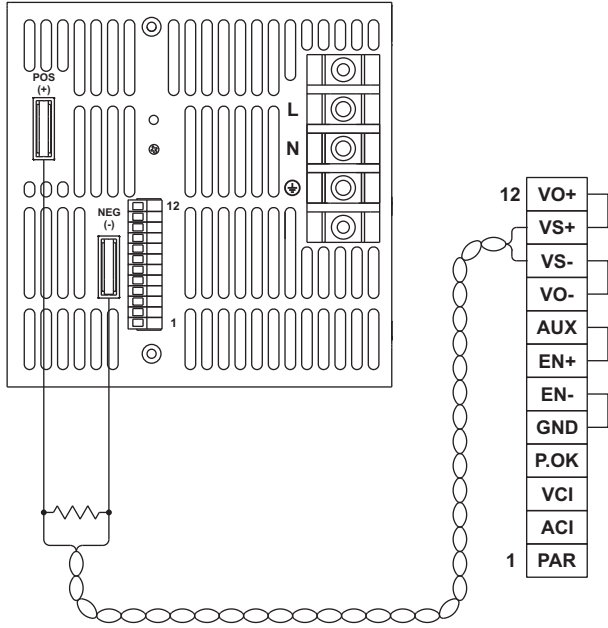 POS
(+)
L
N
NEG
(-)
12
1
12 VO+
VS+
VS-
VO-
AUX
EN+
EN-
GND
P.OK
VCI
ACI
1 PAR